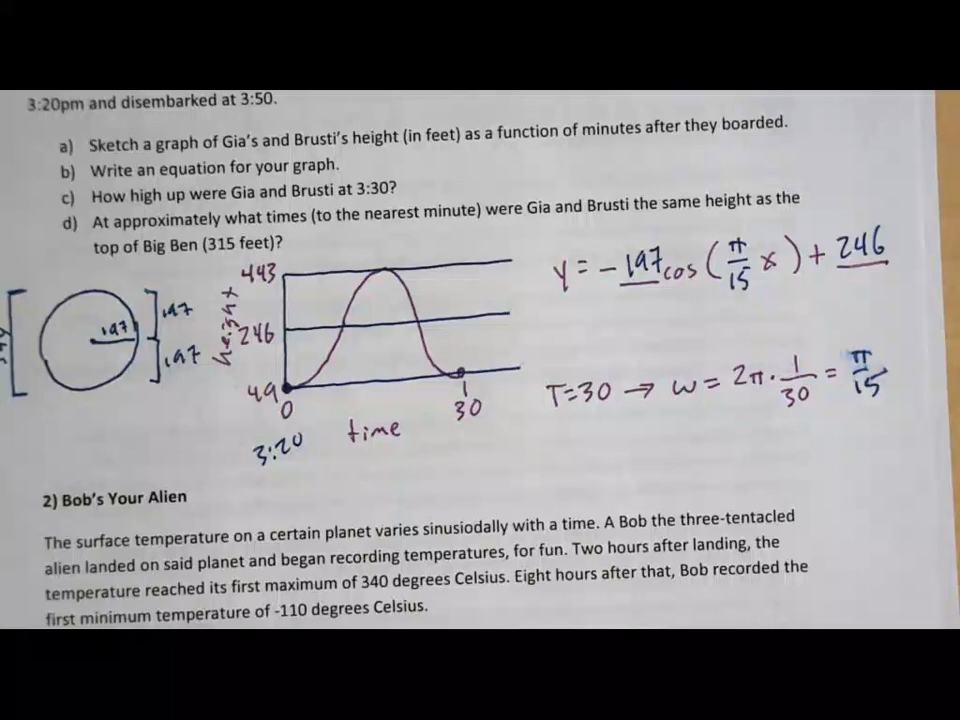 3:20pm and disembarked at 3:50.
a) Sketch a graph of Gia's and Brusti's height (in feet) as a function of minutes after they boarded.
b) Write an equation for your graph.
c) How high up were Gia and Brusti at 3:30?
d) At approximately what times (to the nearest minute) were Gia and Brusti the same height as the
top of Big Ben (315 feet)?
y = -197 cos ( π/15 x ) + 246
443
246
49
0
30
3:20
time
height
197
197
197
T=30 → ω = 2π · 1/30 = π/15
2) Bob's Your Alien
The surface temperature on a certain planet varies sinusiodally with a time. A Bob the three-tentacled
alien landed on said planet and began recording temperatures, for fun. Two hours after landing, the
temperature reached its first maximum of 340 degrees Celsius. Eight hours after that, Bob recorded the
first minimum temperature of -110 degrees Celsius.